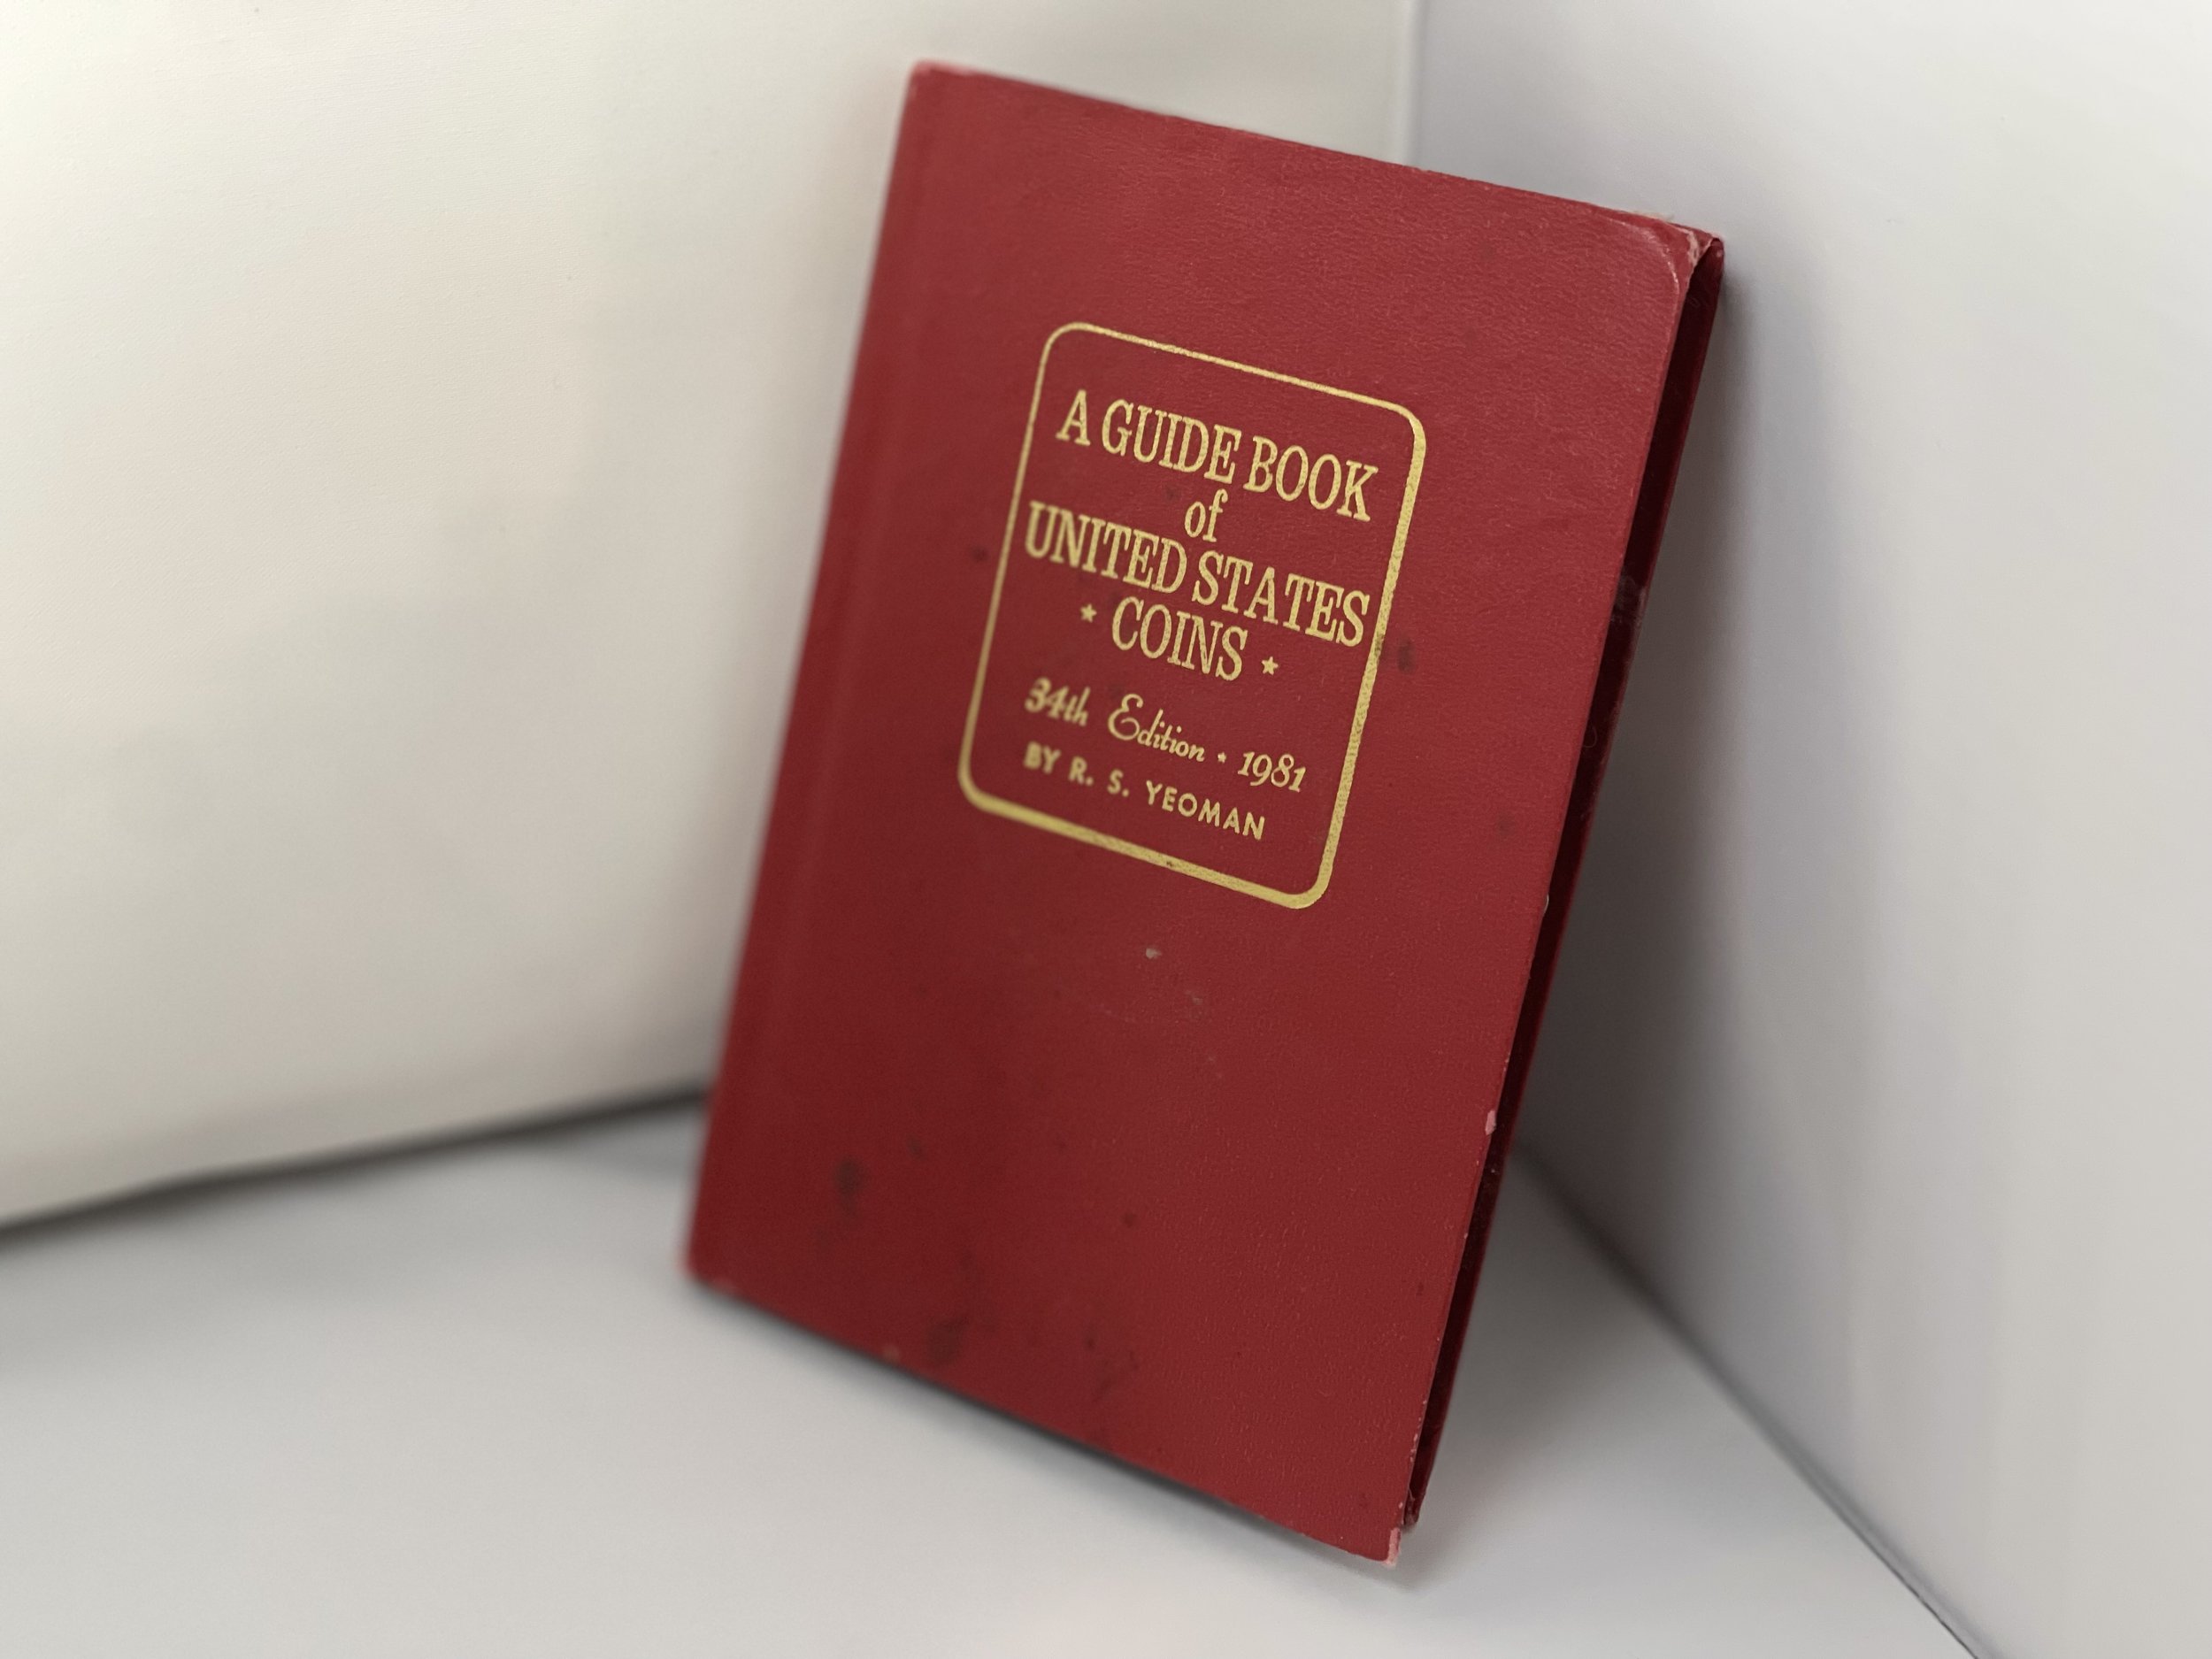 A GUIDE BOOK
of
UNITED STATES
★ COINS ★
34th Edition ★ 1981
BY R. S. YEOMAN